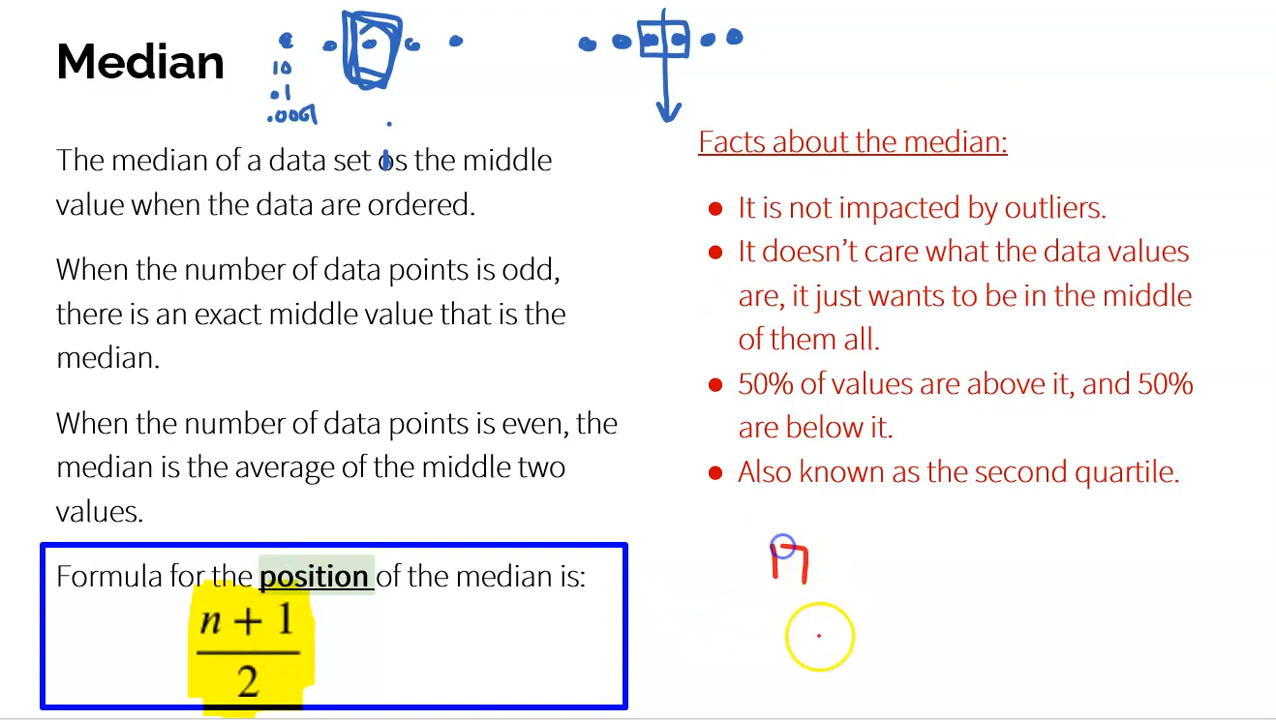 Median
10
.1
.0001
The median of a data set os the middle
value when the data are ordered.
When the number of data points is odd,
there is an exact middle value that is the
median.
When the number of data points is even, the
median is the average of the middle two
values.
Formula for the position of the median is:
n + 1
2
Facts about the median:
● It is not impacted by outliers.
● It doesn’t care what the data values
are, it just wants to be in the middle
of them all.
● 50% of values are above it, and 50%
are below it.
● Also known as the second quartile.
17